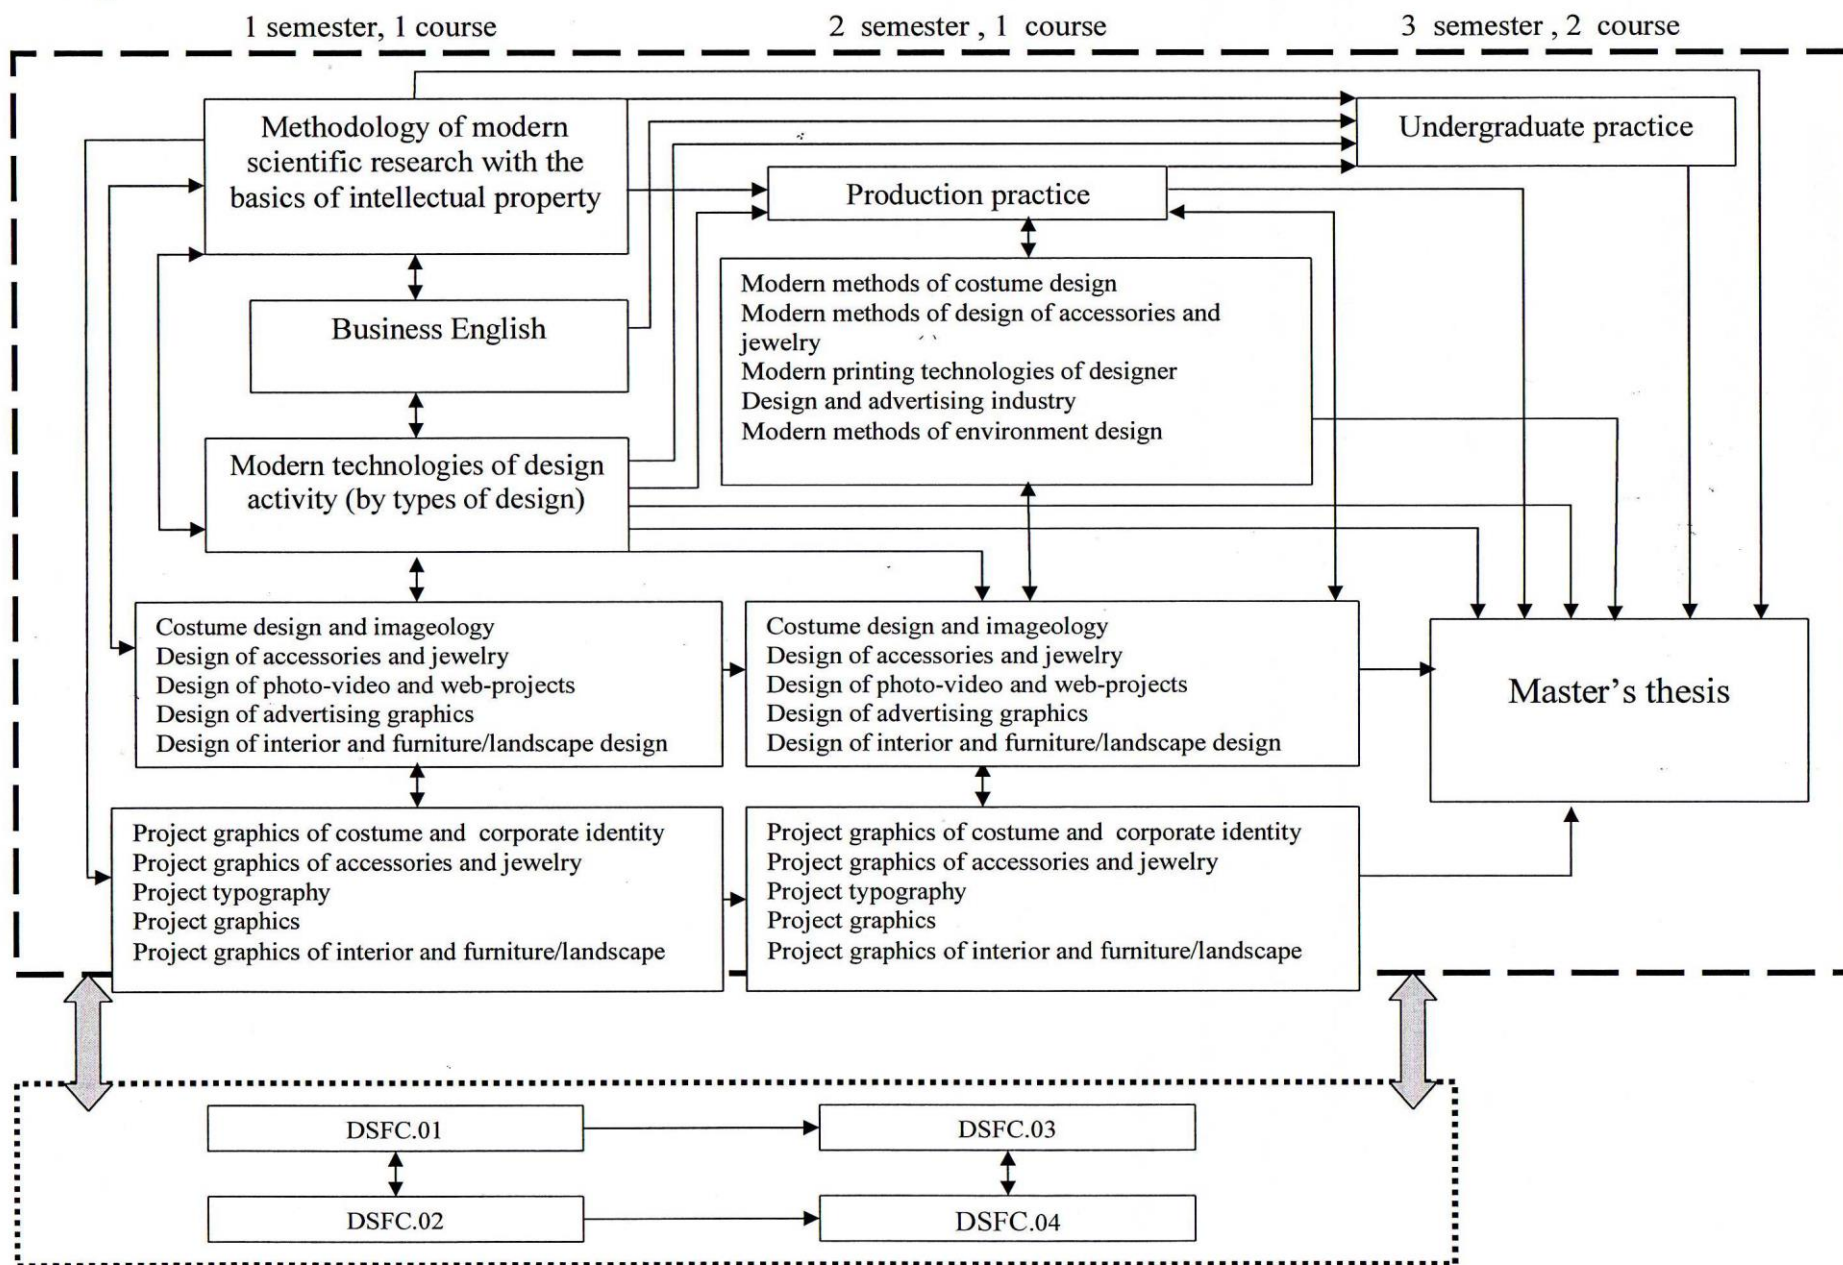 1 semester, 1 course
2 semester , 1 course
3 semester , 2 course
Methodology of modern
scientific research with the
basics of intellectual property
Undergraduate practice
Production practice
Business English
Modern methods of costume design
Modern methods of design of accessories and
jewelry
Modern printing technologies of designer
Design and advertising industry
Modern methods of environment design
Modern technologies of design
activity (by types of design)
Costume design and imageology
Design of accessories and jewelry
Design of photo-video and web-projects
Design of advertising graphics
Design of interior and furniture/landscape design
Costume design and imageology
Design of accessories and jewelry
Design of photo-video and web-projects
Design of advertising graphics
Design of interior and furniture/landscape design
Master’s thesis
Project graphics of costume and corporate identity
Project graphics of accessories and jewelry
Project typography
Project graphics
Project graphics of interior and furniture/landscape
Project graphics of costume and corporate identity
Project graphics of accessories and jewelry
Project typography
Project graphics
Project graphics of interior and furniture/landscape
DSFC.01
DSFC.03
DSFC.02
DSFC.04